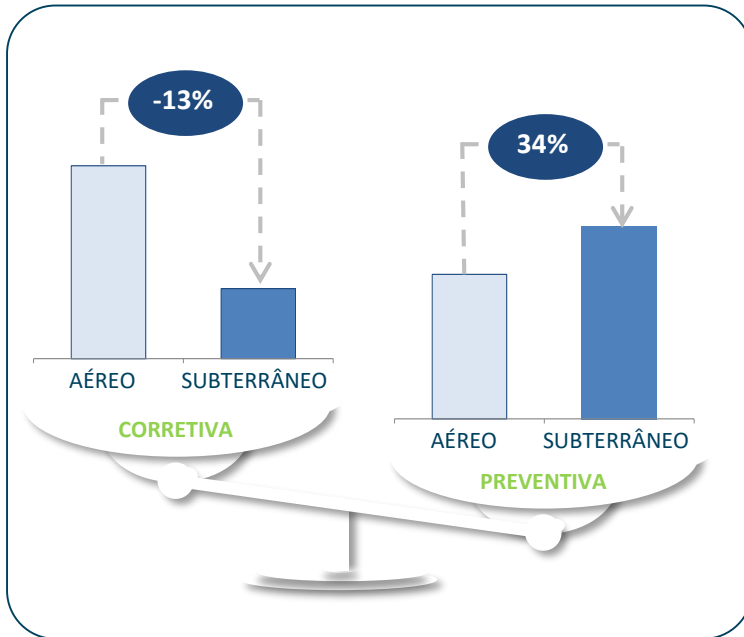 -13%
AÉREO
SUBTERRÂNEO
CORRETIVA
34%
AÉREO
SUBTERRÂNEO
PREVENTIVA